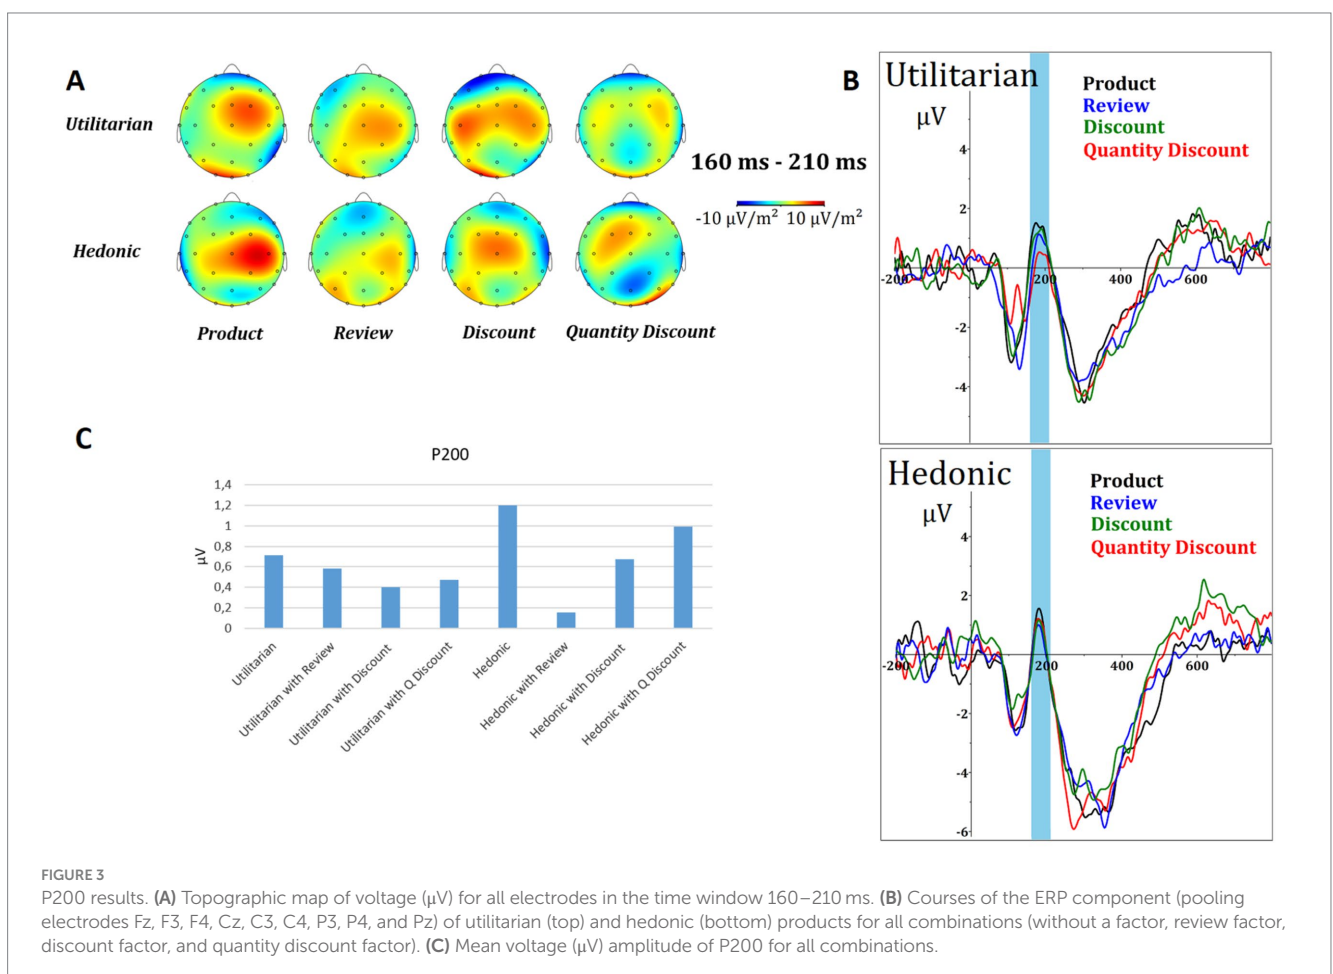 A
Utilitarian
Hedonic
Product
Review
Discount
Quantity Discount
160 ms - 210 ms
-10 μV/m² 10 μV/m²
B
Utilitarian
μV
Product
Review
Discount
Quantity Discount
4
2
-200
200
400
600
-2
-4
Hedonic
μV
Product
Review
Discount
Quantity Discount
4
2
-200
200
400
600
-2
-4
-6
C
P200
μV
1,4
1,2
1
0,8
0,6
0,4
0,2
0
Utilitarian
Utilitarian with Review
Utilitarian with Discount
Utilitarian with Q Discount
Hedonic
Hedonic with Review
Hedonic with Discount
Hedonic with Q Discount
FIGURE 3
P200 results. (A) Topographic map of voltage (μV) for all electrodes in the time window 160–210 ms. (B) Courses of the ERP component (pooling
electrodes Fz, F3, F4, Cz, C3, C4, P3, P4, and Pz) of utilitarian (top) and hedonic (bottom) products for all combinations (without a factor, review factor,
discount factor, and quantity discount factor). (C) Mean voltage (μV) amplitude of P200 for all combinations.